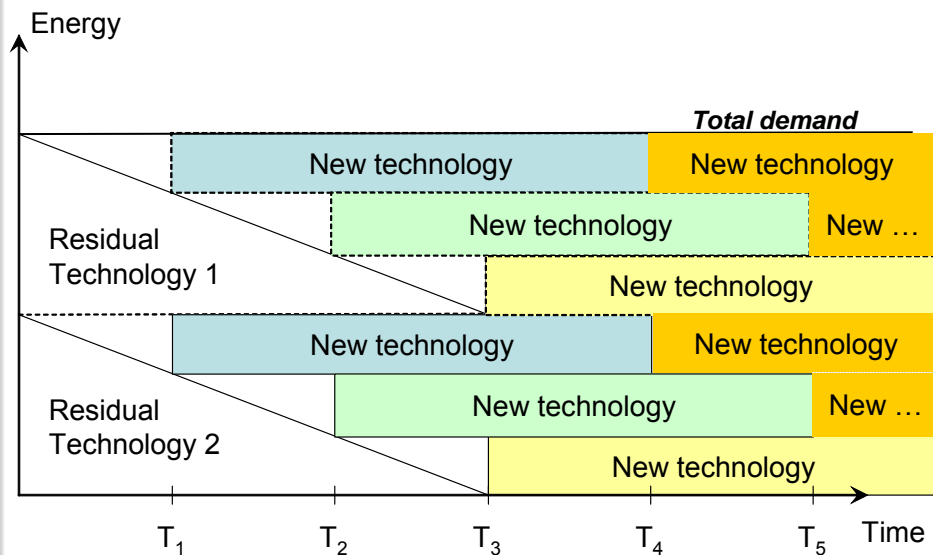 Energy
Total demand
New technology
New technology
New technology
New …
Residual
Technology 1
New technology
New technology
New technology
New technology
New …
Residual
Technology 2
New technology
T1
T2
T3
T4
T5
Time